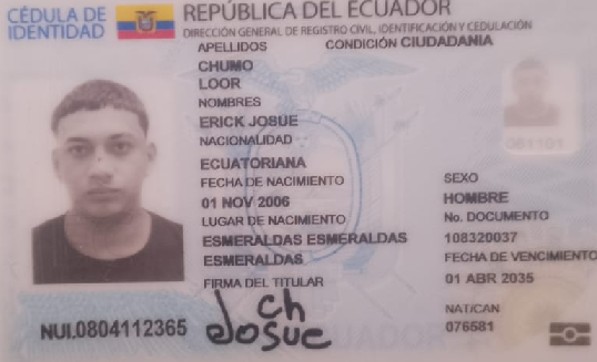 CÉDULA DE IDENTIDAD
REPÚBLICA DEL ECUADOR
DIRECCIÓN GENERAL DE REGISTRO CIVIL, IDENTIFICACIÓN Y CEDULACIÓN
APELLIDOS
CONDICIÓN CIUDADANIA
CHUMO
LOOR
NOMBRES
ERICK JOSUE
NACIONALIDAD
ECUATORIANA
FECHA DE NACIMIENTO
01 NOV 2006
LUGAR DE NACIMIENTO
ESMERALDAS ESMERALDAS
ESMERALDAS
FIRMA DEL TITULAR
ch
Josue
SEXO
HOMBRE
No. DOCUMENTO
108320037
FECHA DE VENCIMIENTO
01 ABR 2035
NAT/CAN
076581
NUI.0804112365